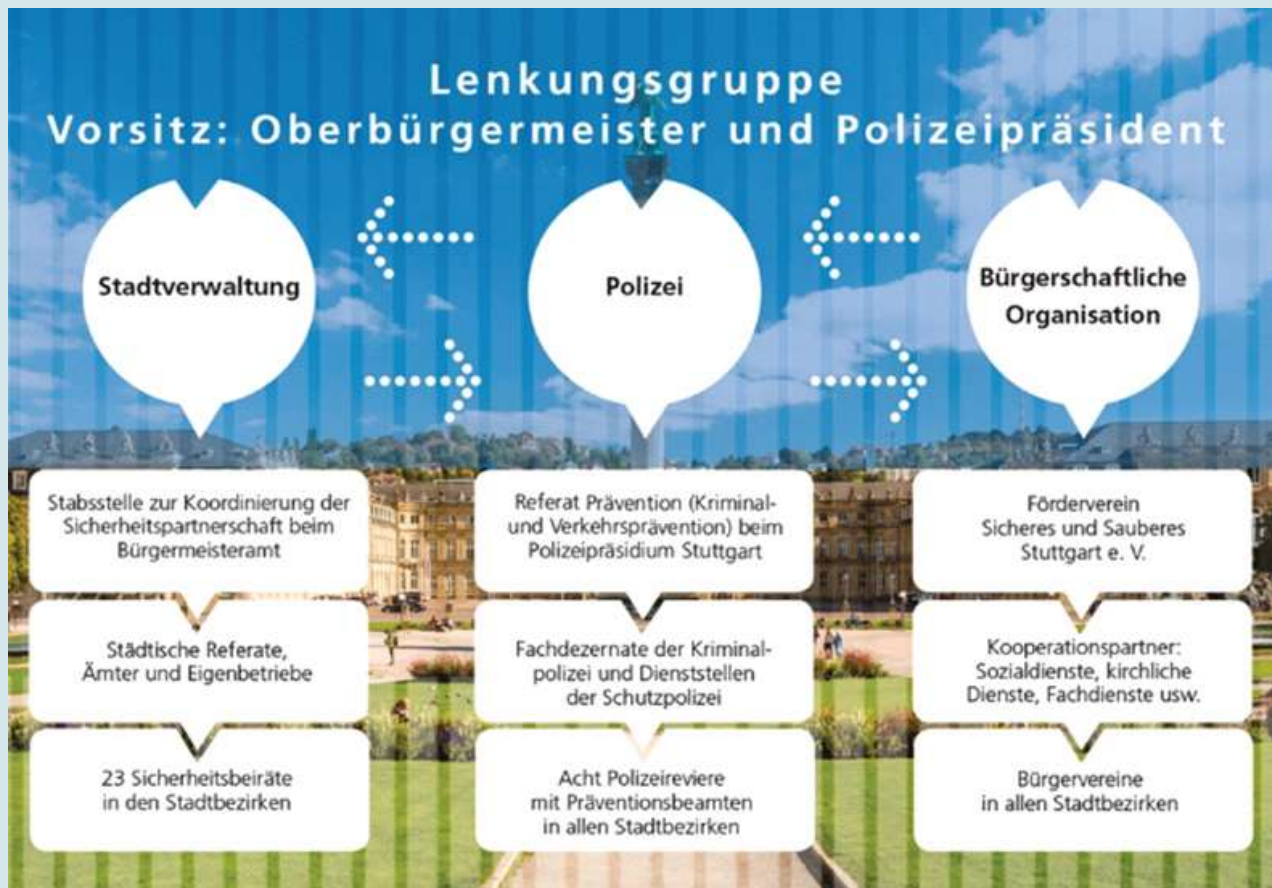 Lenkungsgruppe
Vorsitz: Oberbürgermeister und Polizeipräsident
Stadtverwaltung
Polizei
Bürgerschaftliche
Organisation
Stabsstelle zur Koordinierung der
Sicherheitspartnerschaft beim
Bürgermeisteramt
Referat Prävention (Kriminal-
und Verkehrsprävention) beim
Polizeipräsidium Stuttgart
Förderverein
Sicheres und Sauberes
Stuttgart e. V.
Städtische Referate,
Ämter und Eigenbetriebe
Fachdezernate der Kriminal-
polizei und Dienststellen
der Schutzpolizei
Kooperationspartner:
Sozialdienste, kirchliche
Dienste, Fachdienste usw.
23 Sicherheitsbeiräte
in den Stadtbezirken
Acht Polizeireviere
mit Präventionsbeamten
in allen Stadtbezirken
Bürgervereine
in allen Stadtbezirken